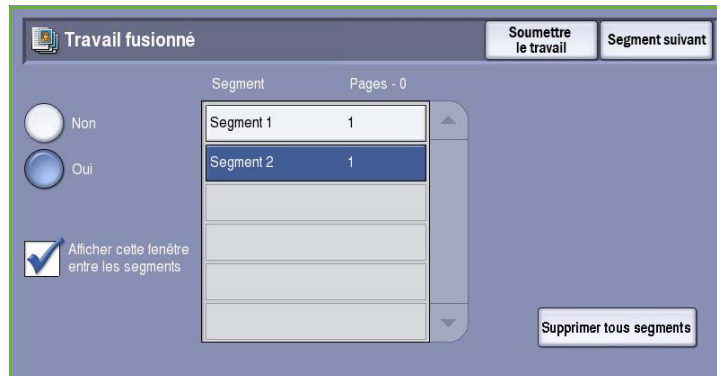 Travail fusionné
Soumettre
le travail
Segment suivant
Segment Pages - 0
Non
Oui
Segment 1 1
Segment 2 1
Afficher cette fenêtre
entre les segments
Supprimer tous segments